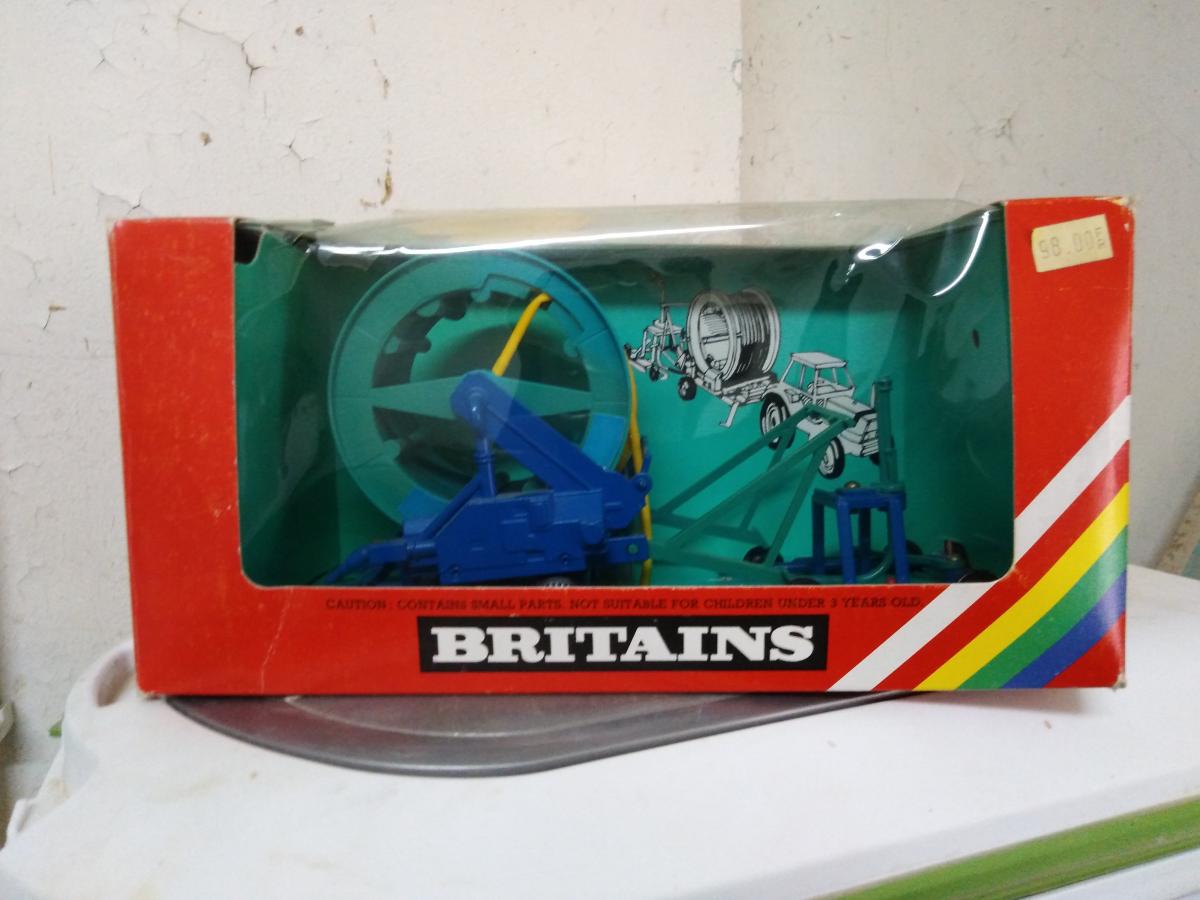 98.00 F
CAUTION: CONTAINS SMALL PARTS. NOT SUITABLE FOR CHILDREN UNDER 3 YEARS OLD.
BRITAINS